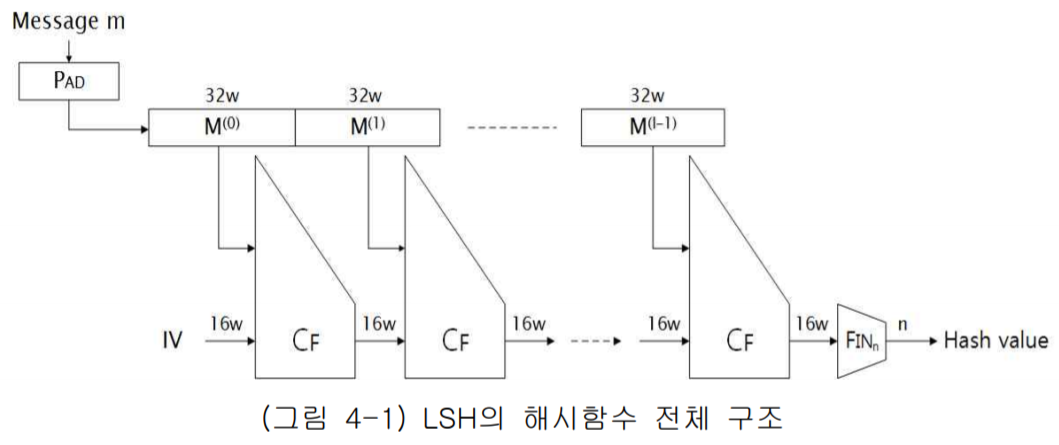 Message m
PAD
32w 32w 32w
M(0) M(1) M(l-1)
IV 16w CF 16w CF 16w 16w CF 16w FINn n Hash value
(그림 4-1) LSH의 해시함수 전체 구조